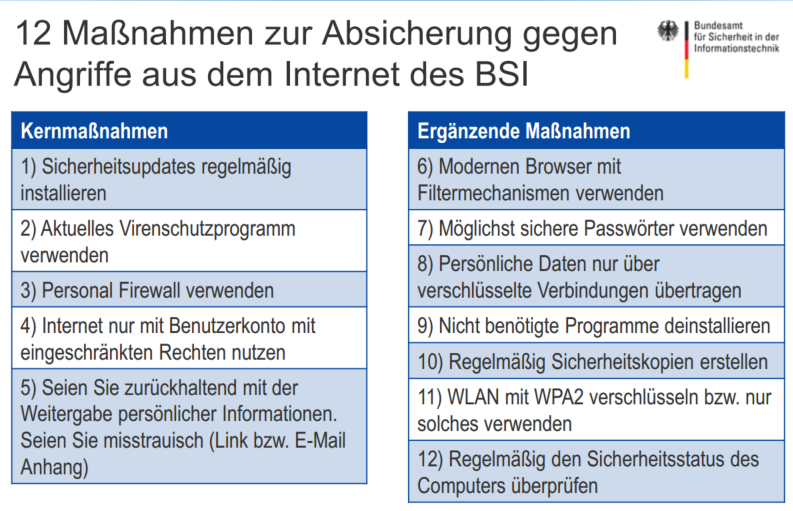 12 Maßnahmen zur Absicherung gegen
Angriffe aus dem Internet des BSI
Bundesamt
für Sicherheit in der
Informationstechnik
Kernmaßnahmen
1) Sicherheitsupdates regelmäßig
installieren
2) Aktuelles Virenschutzprogramm
verwenden
3) Personal Firewall verwenden
4) Internet nur mit Benutzerkonto mit
eingeschränkten Rechten nutzen
5) Seien Sie zurückhaltend mit der
Weitergabe persönlicher Informationen.
Seien Sie misstrauisch (Link bzw. E-Mail
Anhang)
Ergänzende Maßnahmen
6) Modernen Browser mit
Filtermechanismen verwenden
7) Möglichst sichere Passwörter verwenden
8) Persönliche Daten nur über
verschlüsselte Verbindungen übertragen
9) Nicht benötigte Programme deinstallieren
10) Regelmäßig Sicherheitskopien erstellen
11) WLAN mit WPA2 verschlüsseln bzw. nur
solches verwenden
12) Regelmäßig den Sicherheitsstatus des
Computers überprüfen